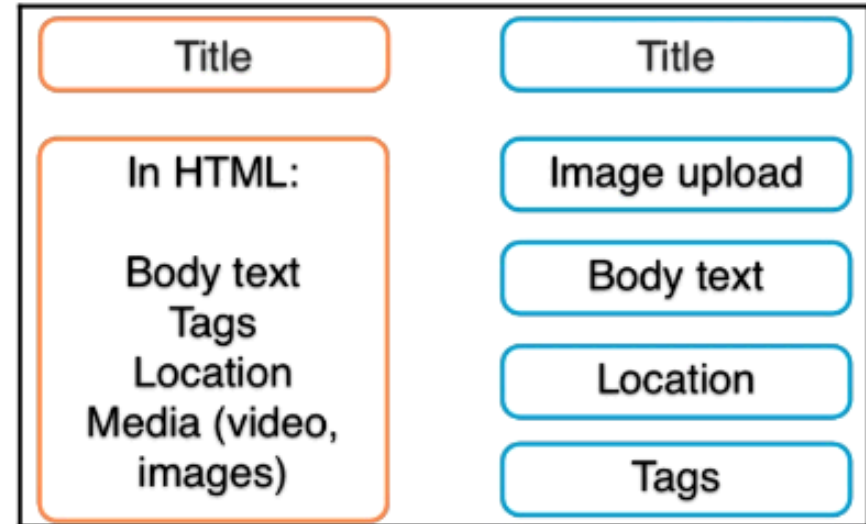 Title
In HTML:
Body text
Tags
Location
Media (video,
images)
Title
Image upload
Body text
Location
Tags